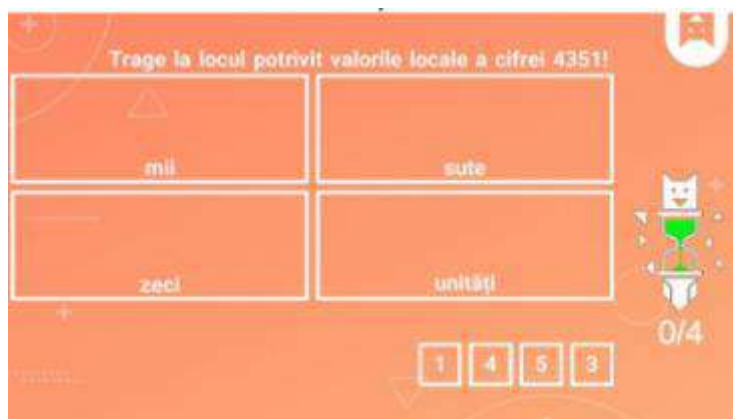 Trage la locul potrivit valorile locale a cifrei 4351!
mii
sute
zeci
unități
0/4
1 4 5 3